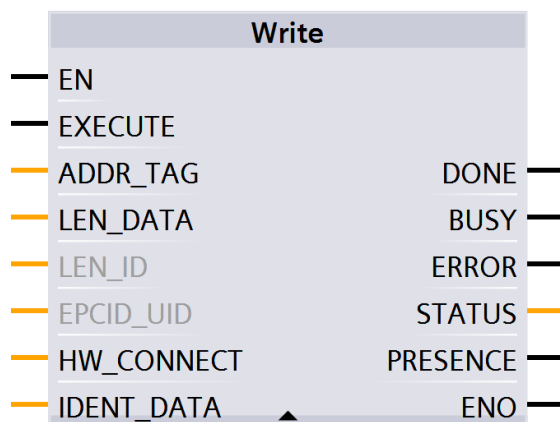 Write
EN
EXECUTE
ADDR_TAG DONE
LEN_DATA BUSY
LEN_ID ERROR
EPCID_UID STATUS
HW_CONNECT PRESENCE
IDENT_DATA ENO